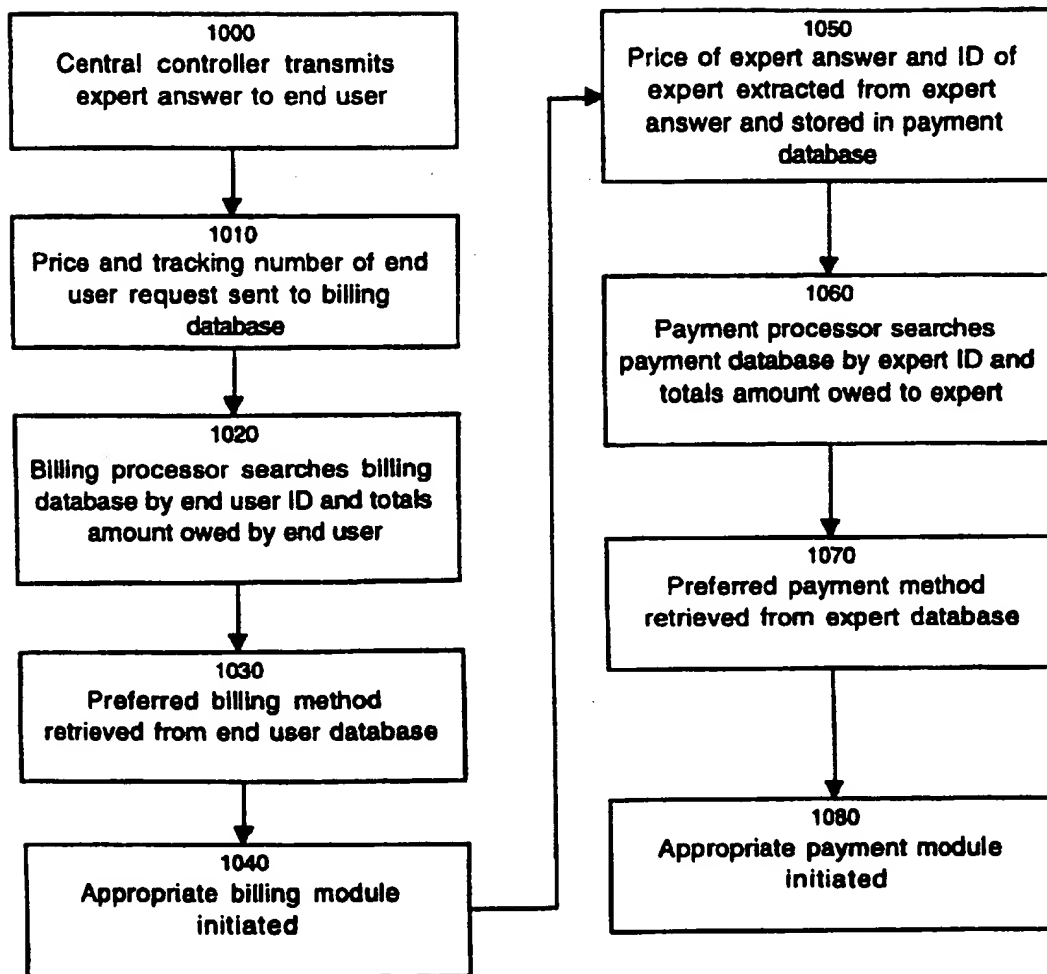 1000
Central controller transmits
expert answer to end user
1010
Price and tracking number of end
user request sent to billing
database
1020
Billing processor searches billing
database by end user ID and totals
amount owed by end user
1030
Preferred billing method
retrieved from end user database
1040
Appropriate billing module
initiated
1050
Price of expert answer and ID of
expert extracted from expert
answer and stored in payment
database
1060
Payment processor searches
payment database by expert ID and
totals amount owed to expert
1070
Preferred payment method
retrieved from expert database
1080
Appropriate payment module
initiated